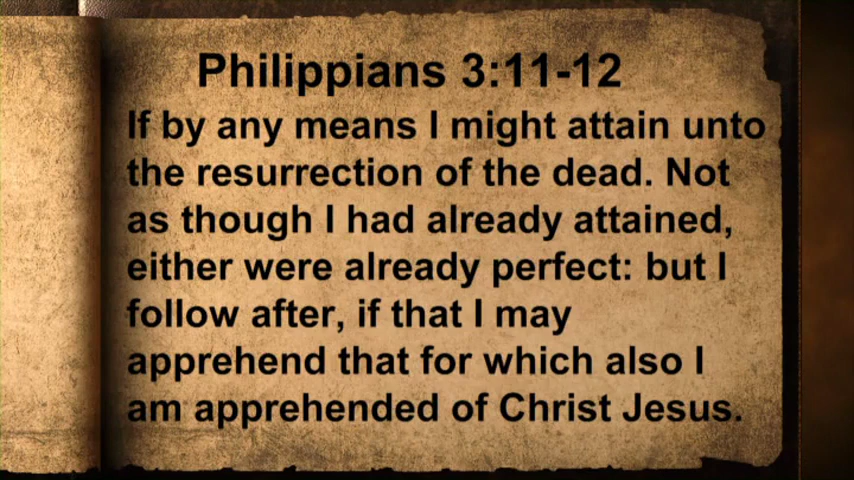 Philippians 3:11-12
If by any means I might attain unto
the resurrection of the dead. Not
as though I had already attained,
either were already perfect: but I
follow after, if that I may
apprehend that for which also I
am apprehended of Christ Jesus.